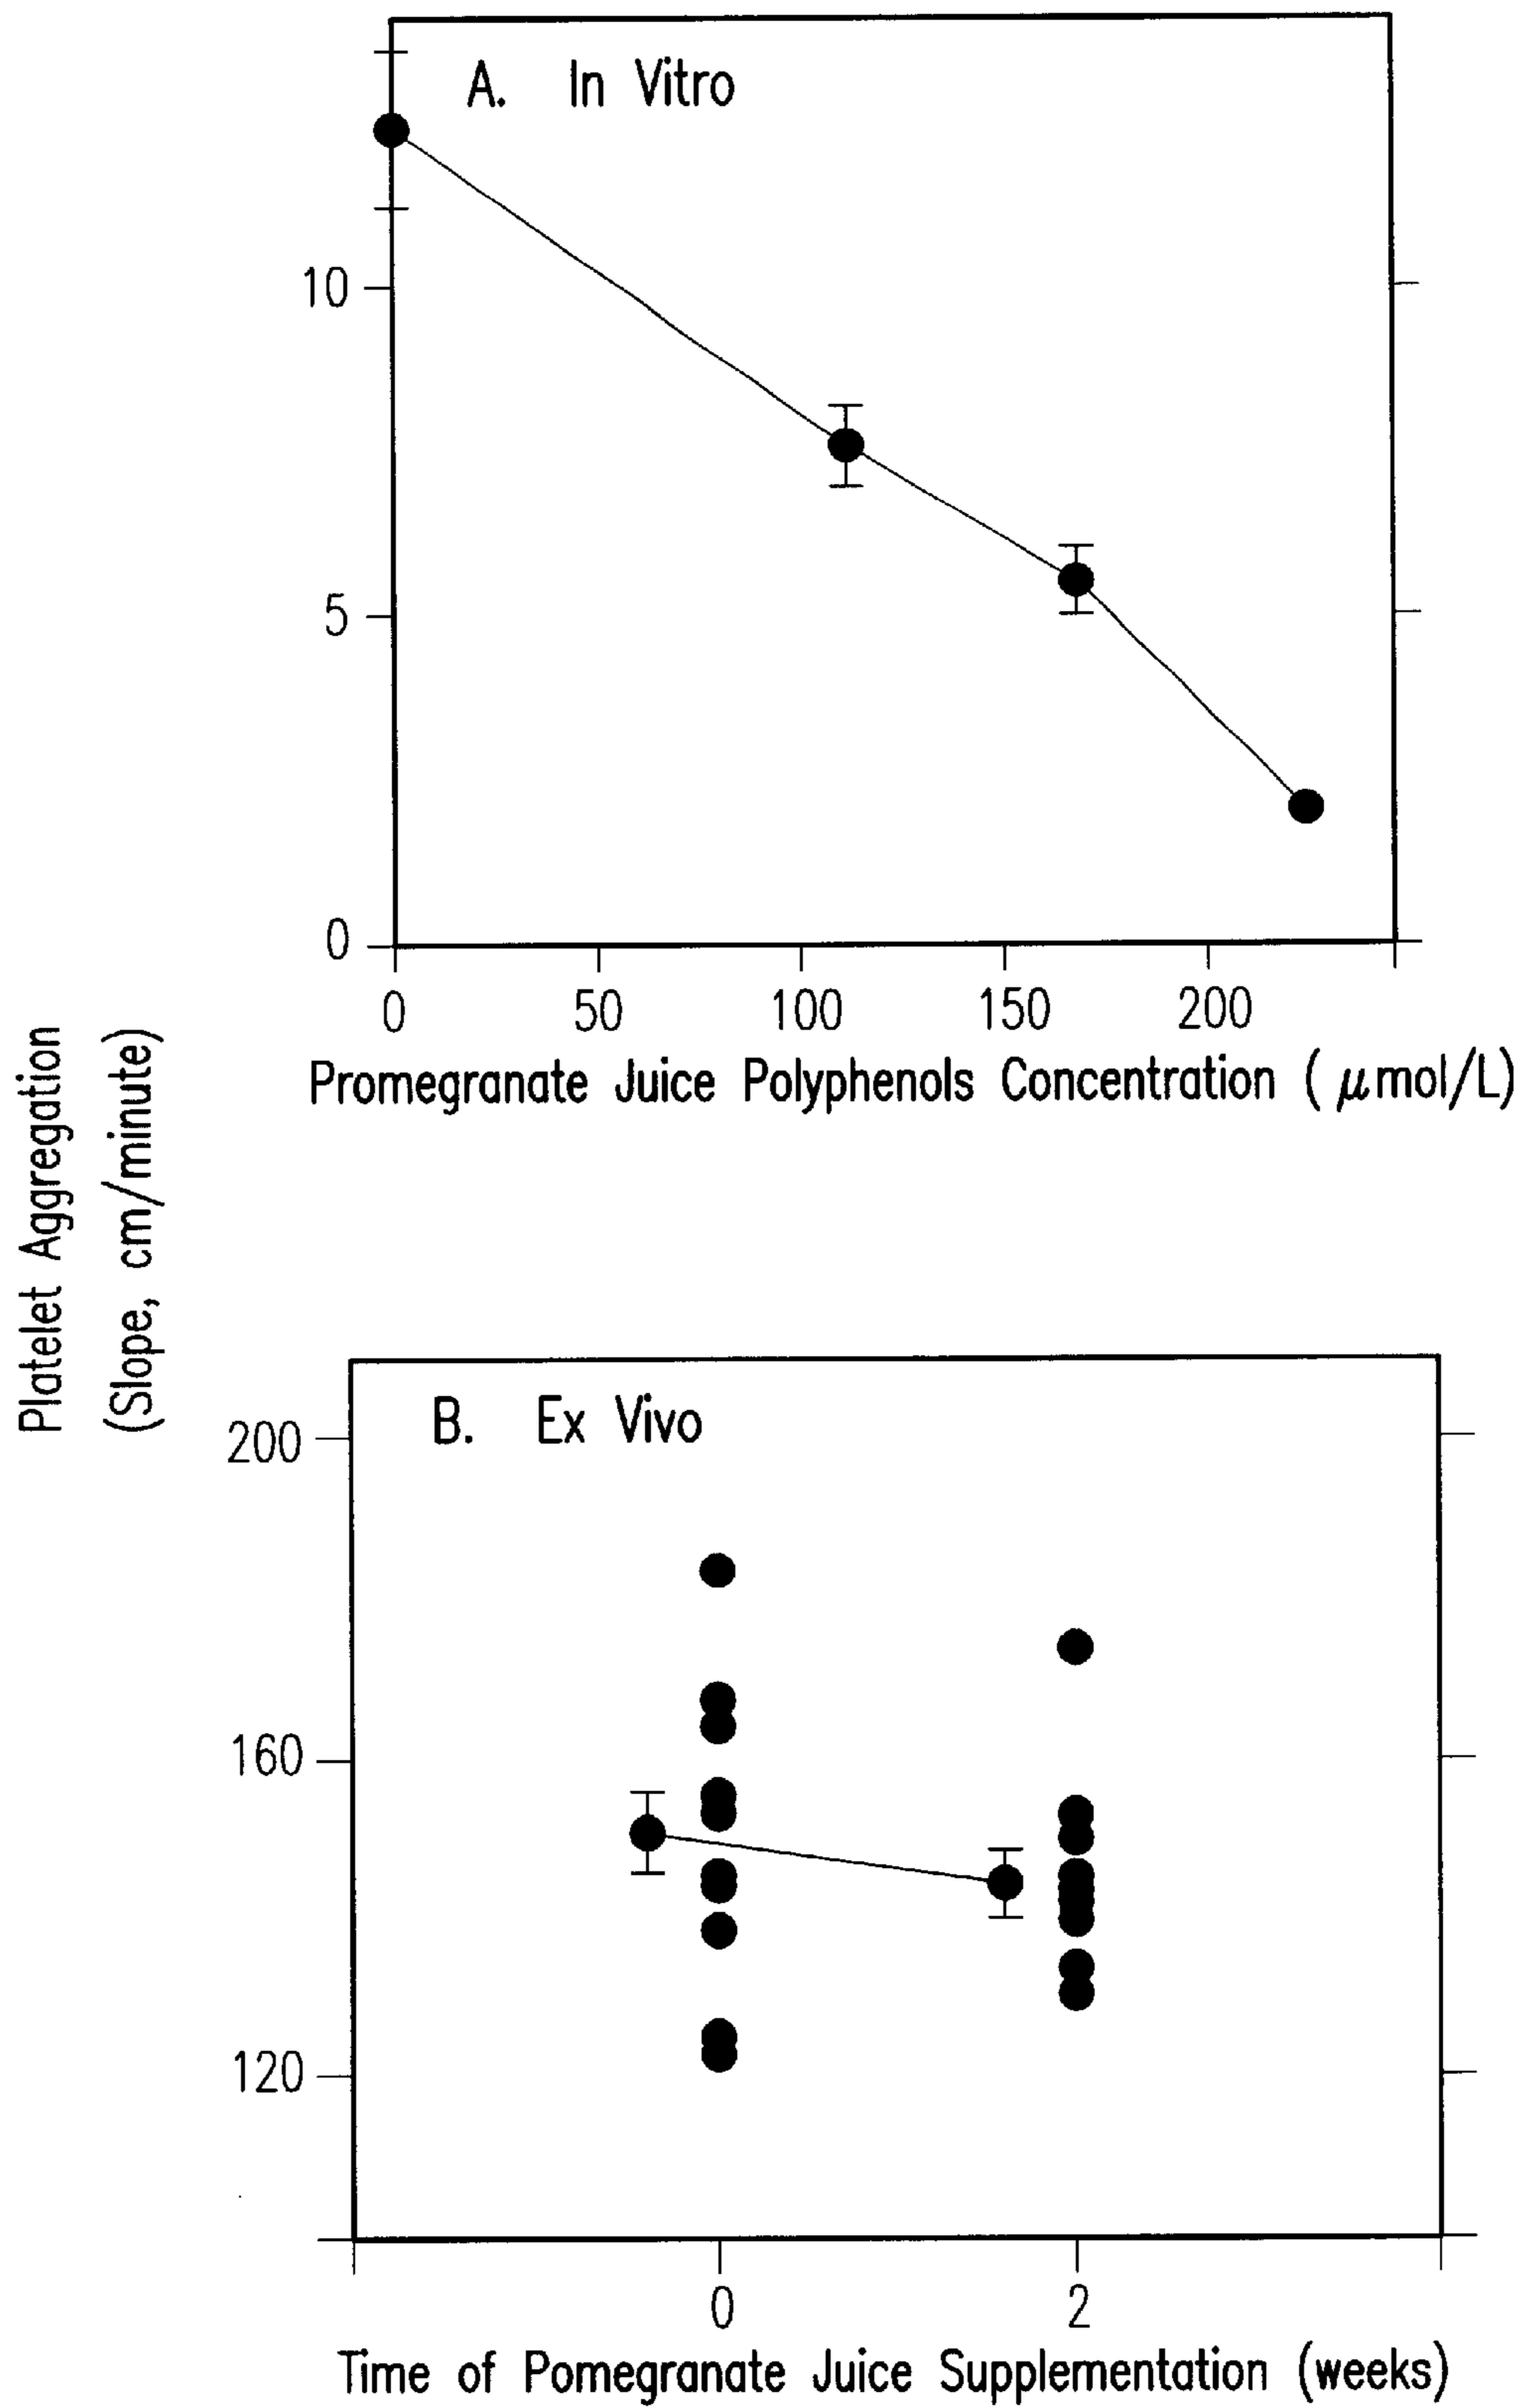 A. In Vitro
10
5
0
0 50 100 150 200
Promegranate Juice Polyphenols Concentration ( μmol/L)
Platelet Aggregation
(Slope, cm/minute)
B. Ex Vivo
200
160
120
0 2
Time of Pomegranate Juice Supplementation (weeks)